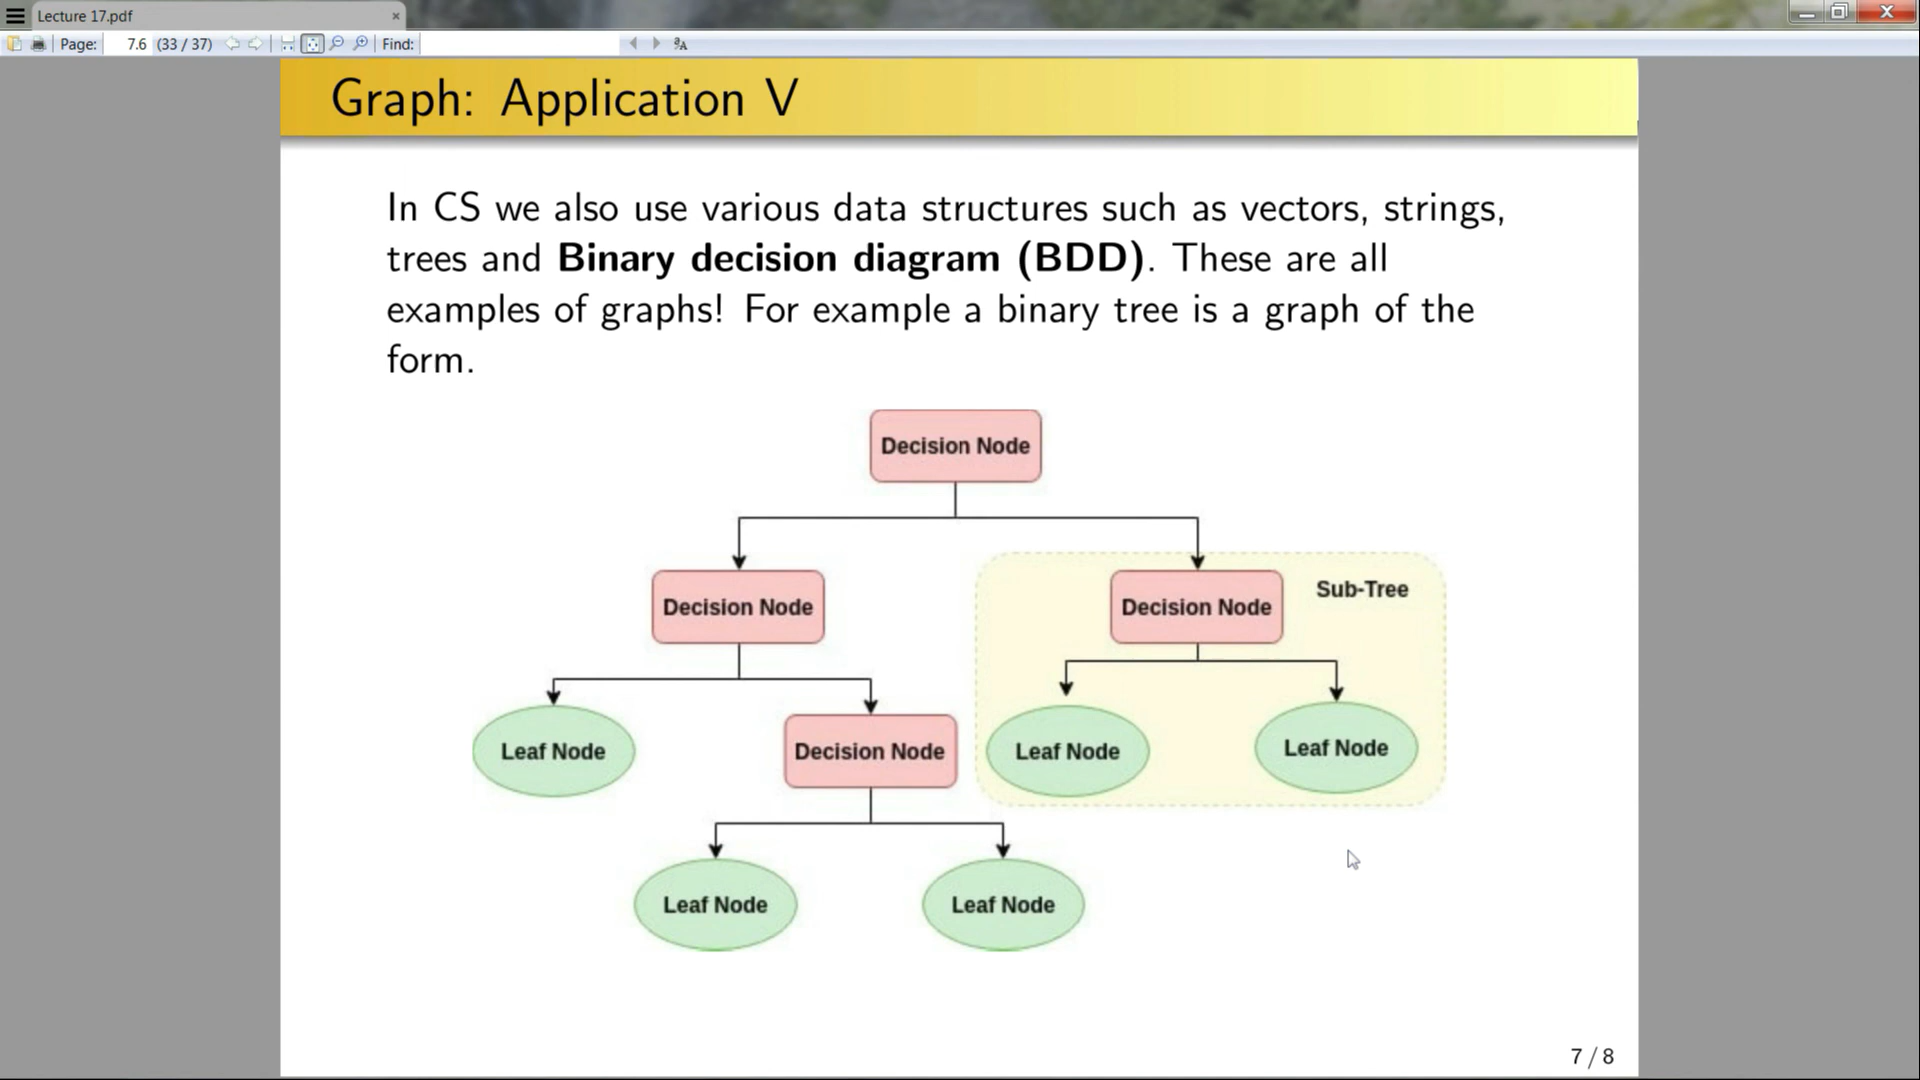 Lecture 17.pdf
Page: 7.6 (33 / 37) Find:
Graph: Application V
In CS we also use various data structures such as vectors, strings,
trees and Binary decision diagram (BDD). These are all
examples of graphs! For example a binary tree is a graph of the
form.
Decision Node
Decision Node
Decision Node
Sub-Tree
Leaf Node
Decision Node
Leaf Node
Leaf Node
Leaf Node
Leaf Node
7 / 8